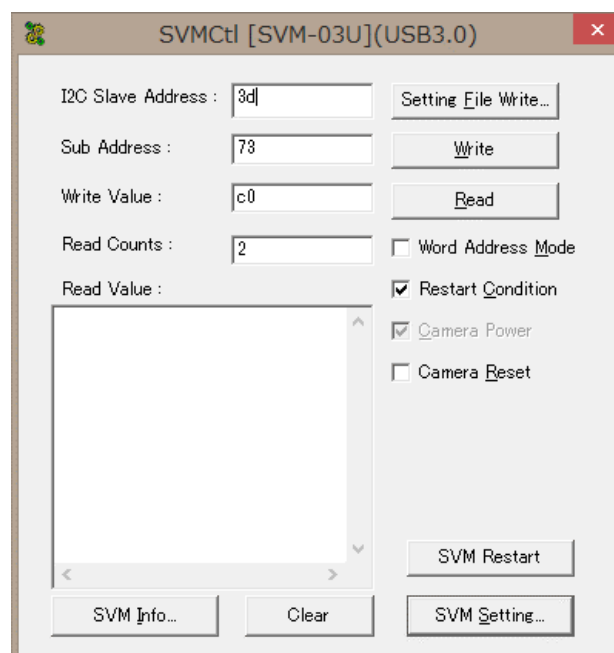 SVMCtl [SVM-03U](USB3.0)
I2C Slave Address : 3d Setting File Write...
Sub Address : 73 Write
Write Value : c0 Read
Read Counts : 2 Word Address Mode
Read Value : Restart Condition
Camera Power
Camera Reset
SVM Restart
SVM Info... Clear SVM Setting...